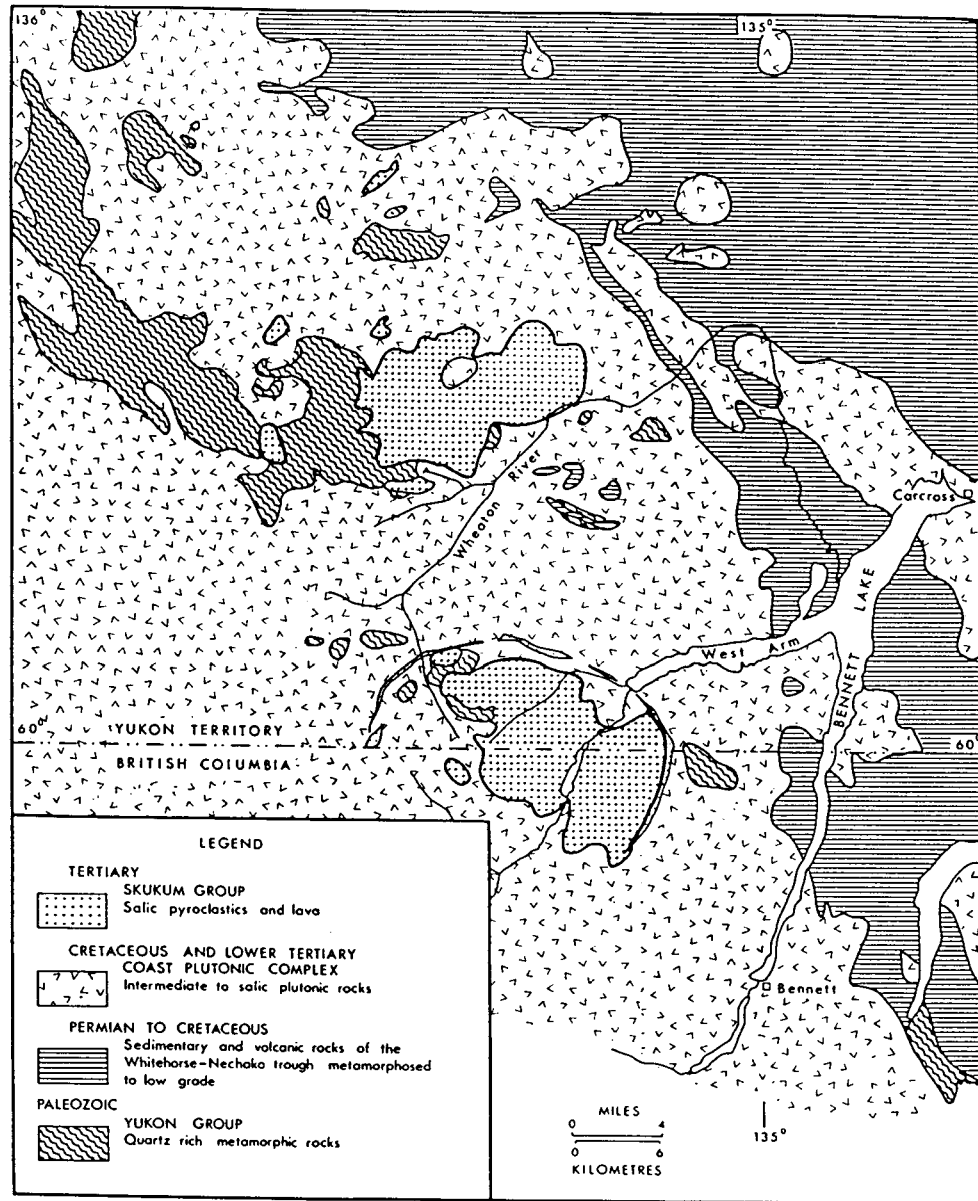 136°
135°
Wheaton River
Carcross
West Arm
BENNETT LAKE
60°
YUKON TERRITORY
60°
BRITISH COLUMBIA
LEGEND
TERTIARY
SKUKUM GROUP
Salic pyroclastics and lava
CRETACEOUS AND LOWER TERTIARY
COAST PLUTONIC COMPLEX
Intermediate to salic plutonic rocks
PERMIAN TO CRETACEOUS
Sedimentary and volcanic rocks of the
Whitehorse-Nechako trough metamorphosed
to low grade
PALEOZOIC
YUKON GROUP
Quartz rich metamorphic rocks
Bennett
MILES
0 4
0 6
KILOMETRES
135°